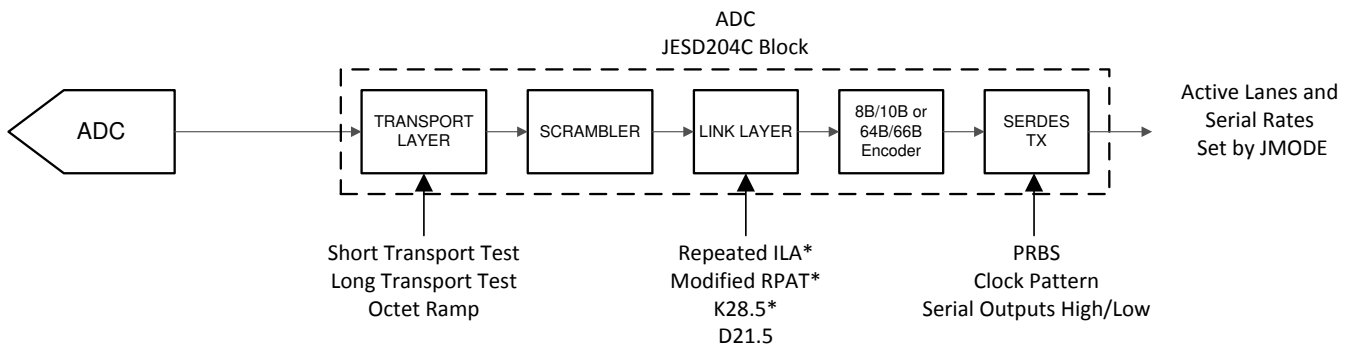 ADC
JESD204C Block
ADC
TRANSPORT
LAYER
SCRAMBLER
LINK LAYER
8B/10B or
64B/66B
Encoder
SERDES
TX
Active Lanes and
Serial Rates
Set by JMODE
Short Transport Test
Long Transport Test
Octet Ramp
Repeated ILA*
Modified RPAT*
K28.5*
D21.5
PRBS
Clock Pattern
Serial Outputs High/Low